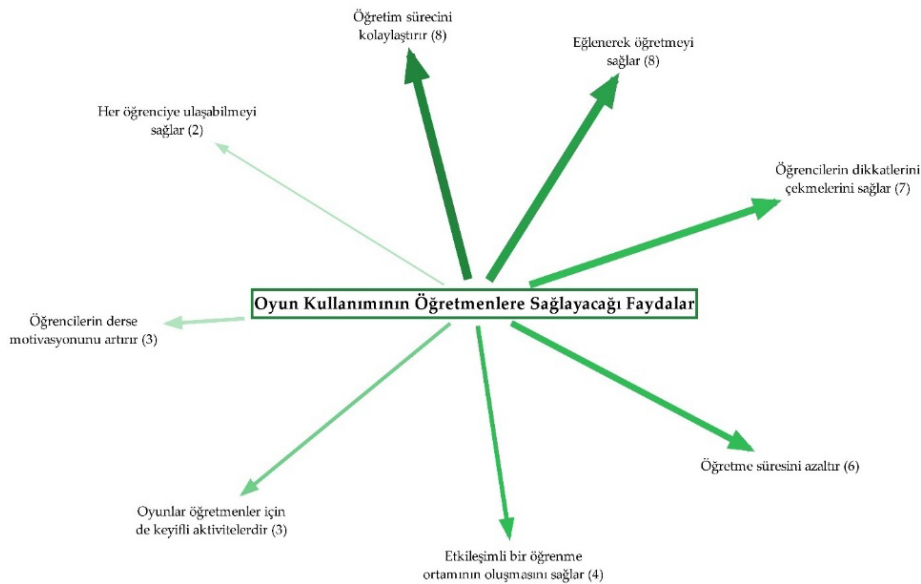 Öğretim sürecini
kolaylaştırır (8)
Eğlenerek öğretmeyi
sağlar (8)
Her öğrenciye ulaşabilmeyi
sağlar (2)
Öğrencilerin dikkatlerini
çekmelerini sağlar (7)
Oyun Kullanımının Öğretmenlere Sağlayacağı Faydalar
Öğrencilerin derse
motivasyonunu artırır (3)
Öğretme süresini azaltır (6)
Oyunlar öğretmenler için
de keyifli aktivitelerdir (3)
Etkileşimli bir öğrenme
ortamının oluşmasını sağlar (4)